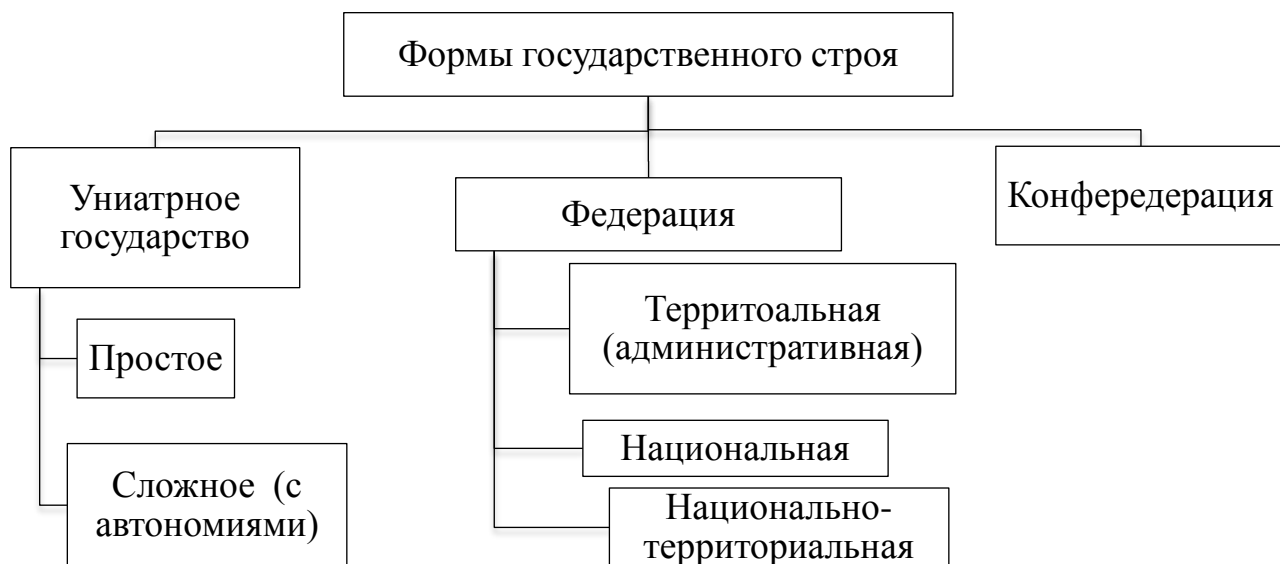 Формы государственного строя
Униатрное
государство
Простое
Сложное (с
автономиями)
Федерация
Территоальная
(административная)
Национальная
Национально-
территориальная
Конфередерация